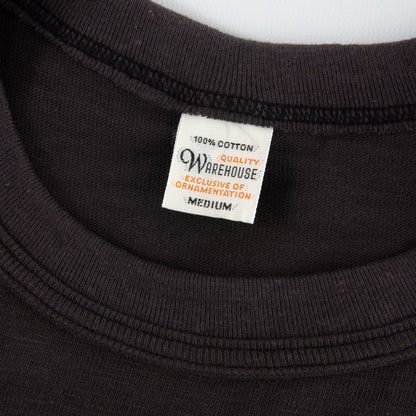 100% COTTON
QUALITY
WAREHOUSE
EXCLUSIVE OF
ORNAMENTATION
MEDIUM